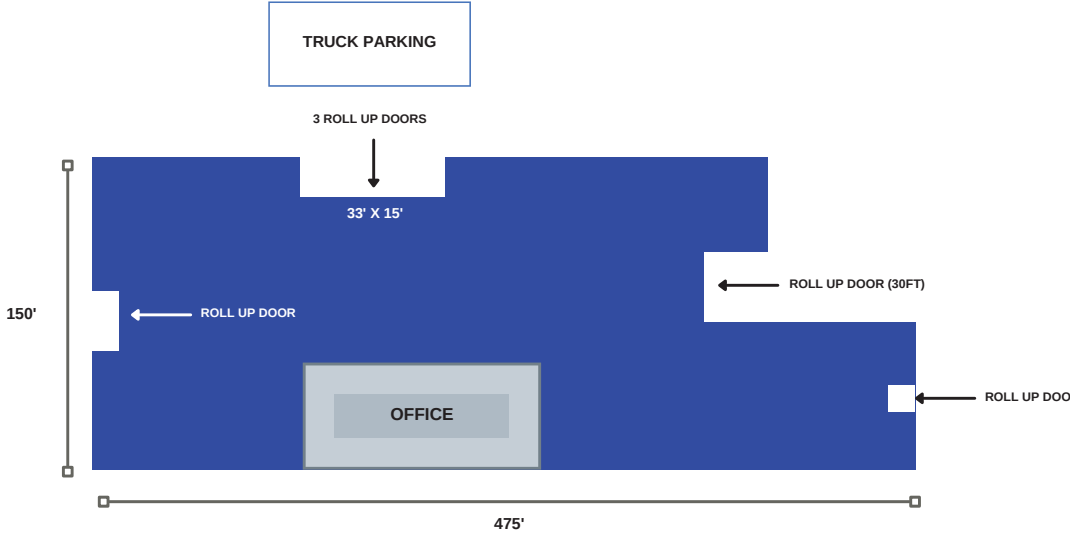 TRUCK PARKING
3 ROLL UP DOORS
33' X 15'
ROLL UP DOOR (30FT)
150'
ROLL UP DOOR
ROLL UP DOO
OFFICE
475'